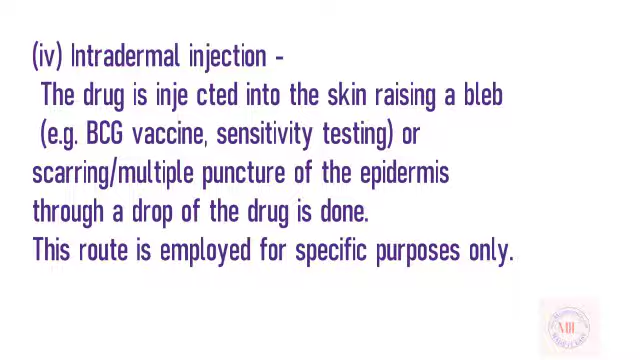 (iv) Intradermal injection -
The drug is inje cted into the skin raising a bleb
(e.g. BCG vaccine, sensitivity testing) or
scarring/multiple puncture of the epidermis
through a drop of the drug is done.
This route is employed for specific purposes only.